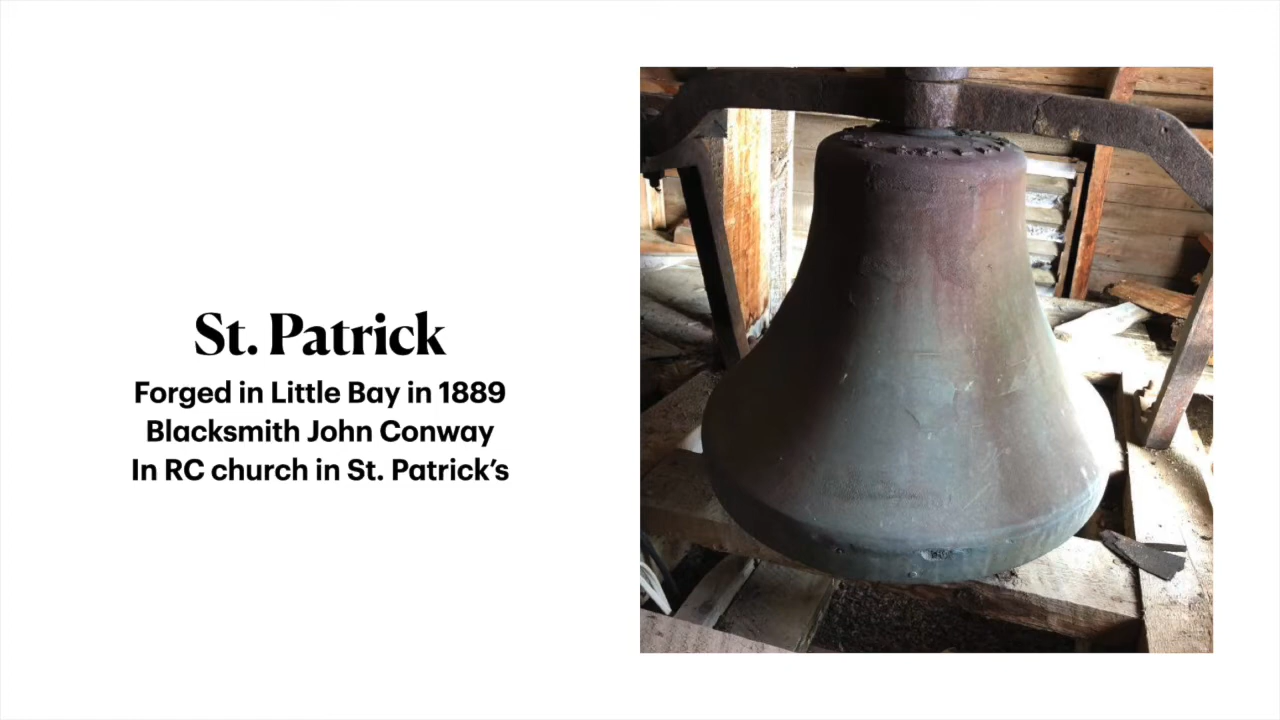 St. Patrick
Forged in Little Bay in 1889
Blacksmith John Conway
In RC church in St. Patrick’s